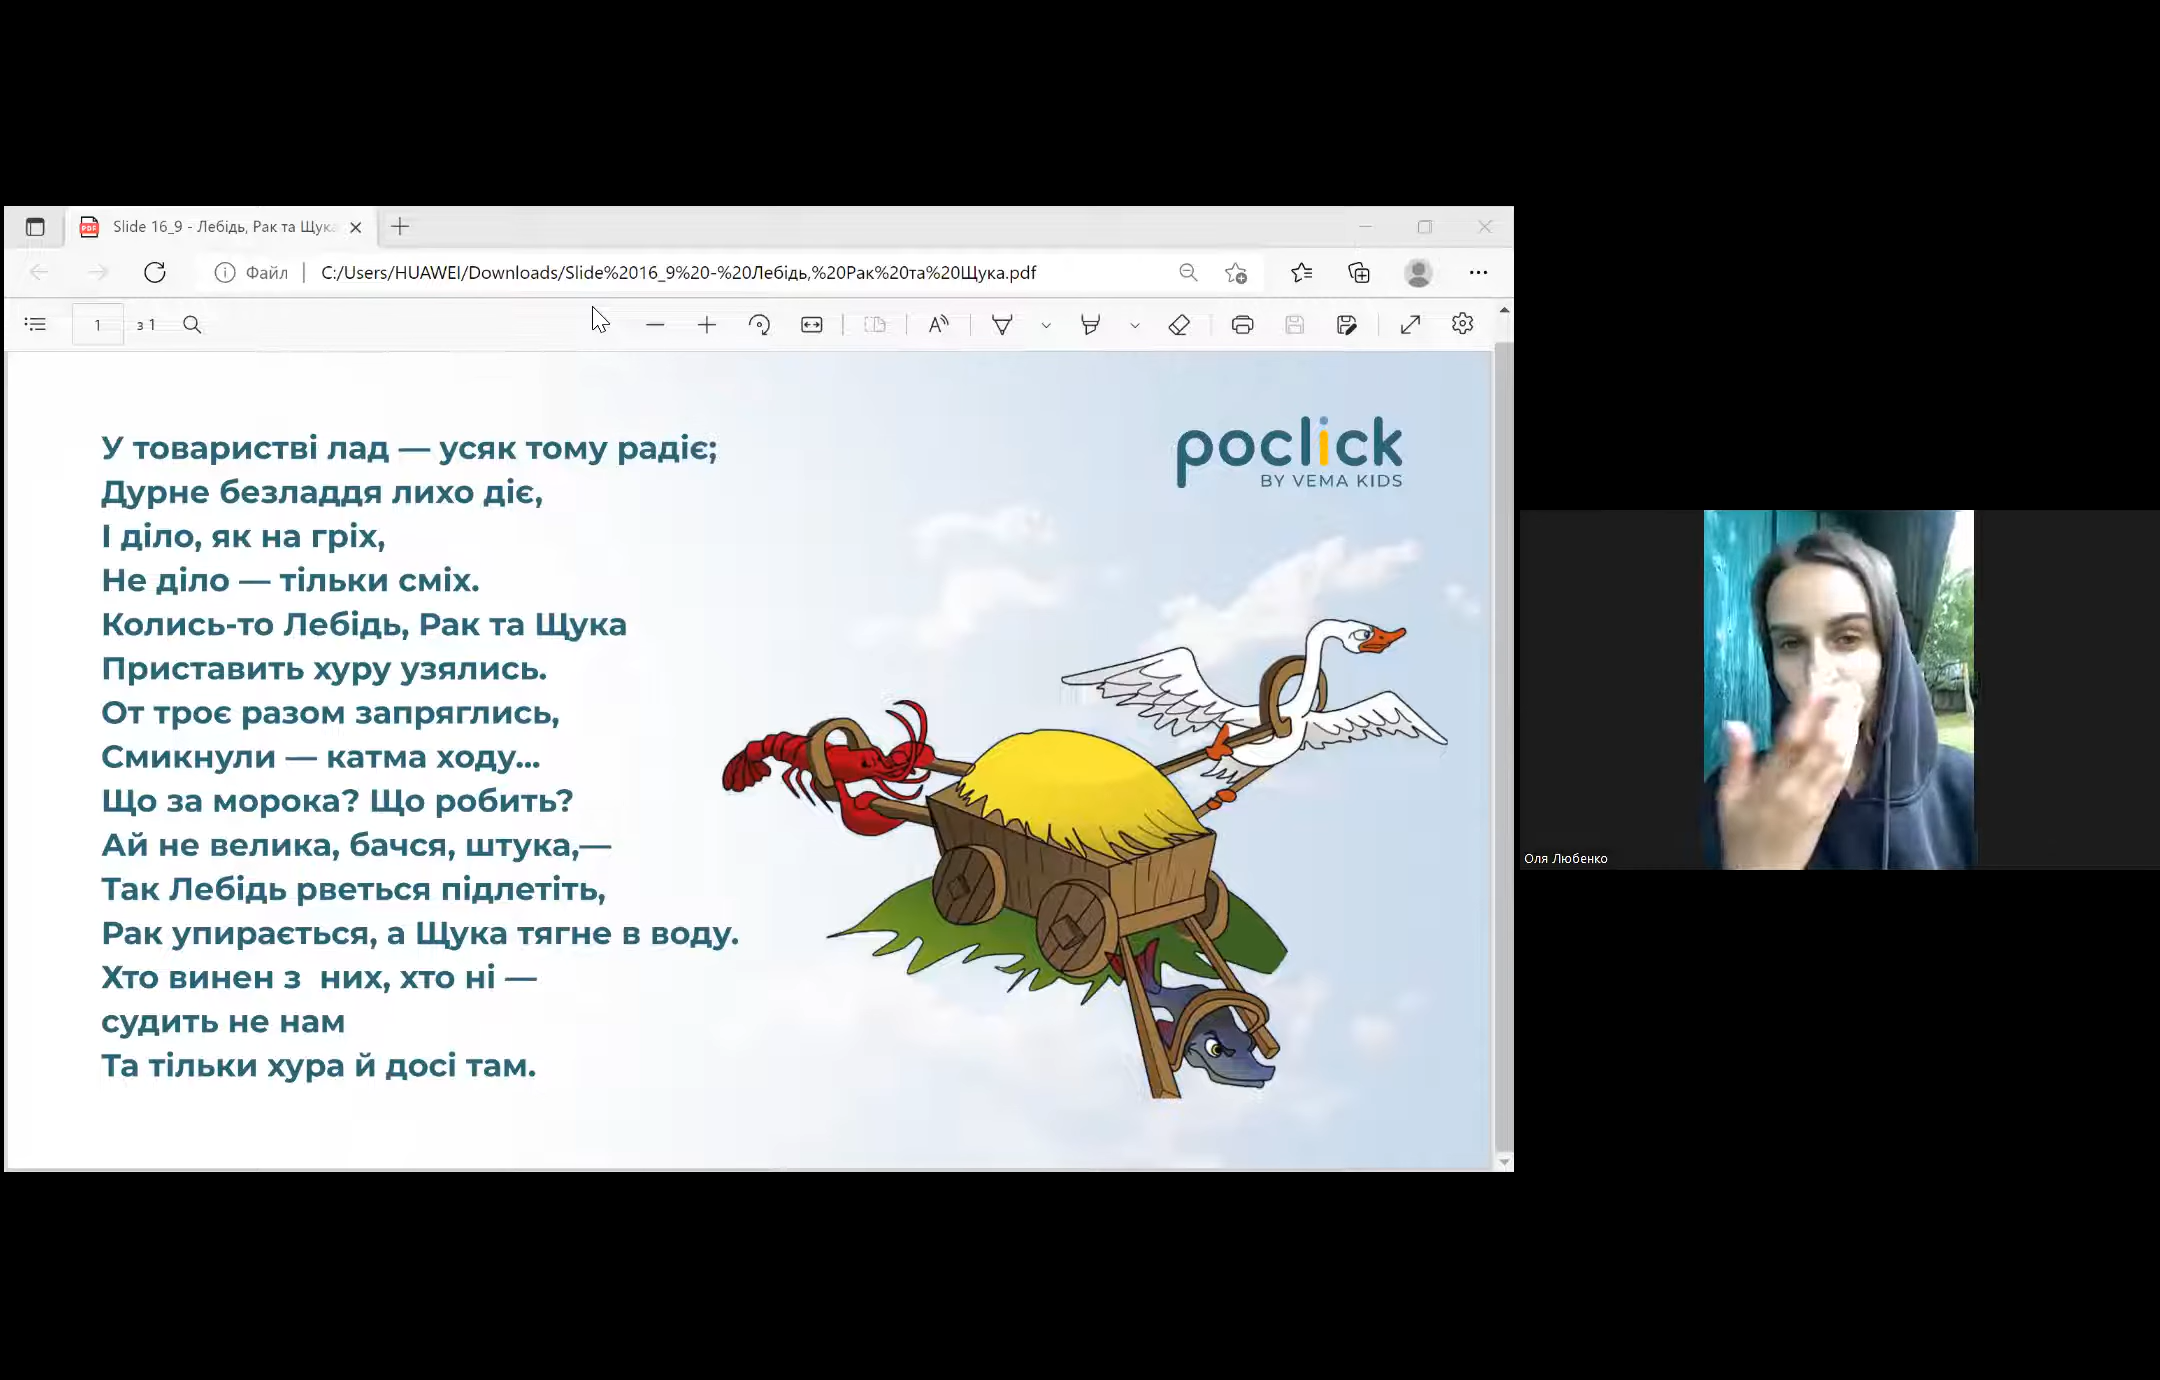 Slide 16_9 - Лебідь, Рак та Щука
Файл
C:/Users/HUAWEI/Downloads/Slide%2016_9%20-%20Лебідь,%20Рак%20та%20Щука.pdf
1 з 1
poclick
BY VEMA KIDS
У товаристві лад — усяк тому радіє;
Дурне безладдя лихо діє,
І діло, як на гріх,
Не діло — тільки сміх.
Колись-то Лебідь, Рак та Щука
Приставить хуру узялись.
От троє разом запряглись,
Смикнули — катма ходу...
Що за морока? Що робить?
Ай не велика, бачся, штука,—
Так Лебідь рветься підлетіть,
Рак упирається, а Щука тягне в воду.
Хто винен з  них, хто ні —
судить не нам
Та тільки хура й досі там.
Оля Любенко